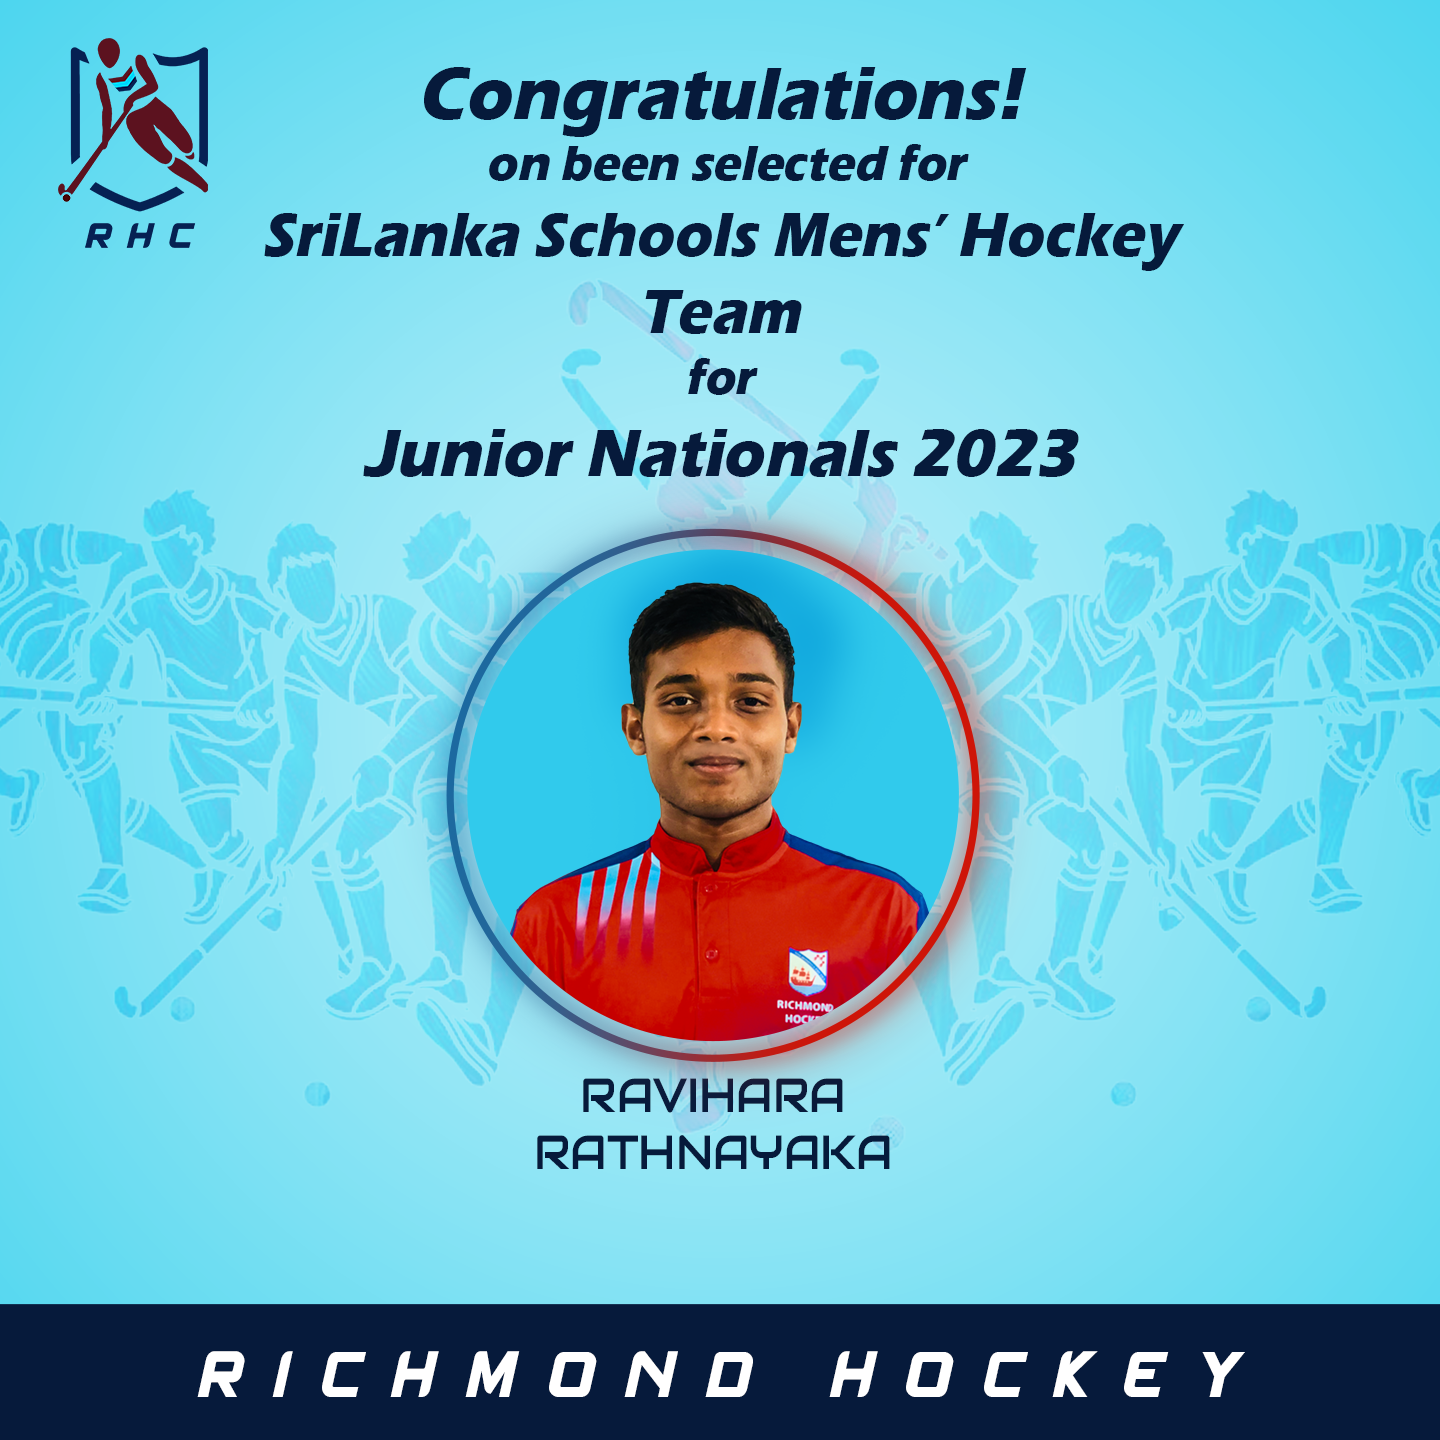 RHC
Congratulations!
on been selected for
SriLanka Schools Mens’ Hockey
Team
for
Junior Nationals 2023
RICHMOND
RAVIHARA
RATHNAYAKA
RICHMOND HOCKEY